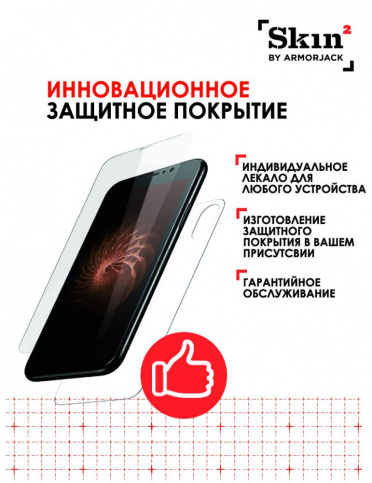 Skin²
BY ARMORJACK
ИННОВАЦИОННОЕ
ЗАЩИТНОЕ ПОКРЫТИЕ
ИНДИВИДУАЛЬНОЕ
ЛЕКАЛО ДЛЯ
ЛЮБОГО УСТРОЙСТВА
ИЗГОТОВЛЕНИЕ
ЗАЩИТНОГО
ПОКРЫТИЯ В ВАШЕМ
ПРИСУТСВИИ
ГАРАНТИЙНОЕ
ОБСЛУЖИВАНИЕ